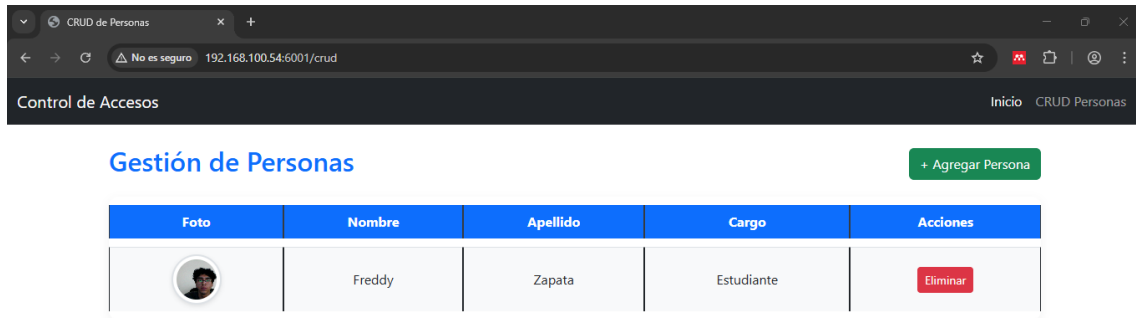 CRUD de Personas
No es seguro 192.168.100.54:6001/crud
Control de Accesos Inicio CRUD Personas
Gestión de Personas + Agregar Persona
Foto Nombre Apellido Cargo Acciones
Freddy Zapata Estudiante Eliminar